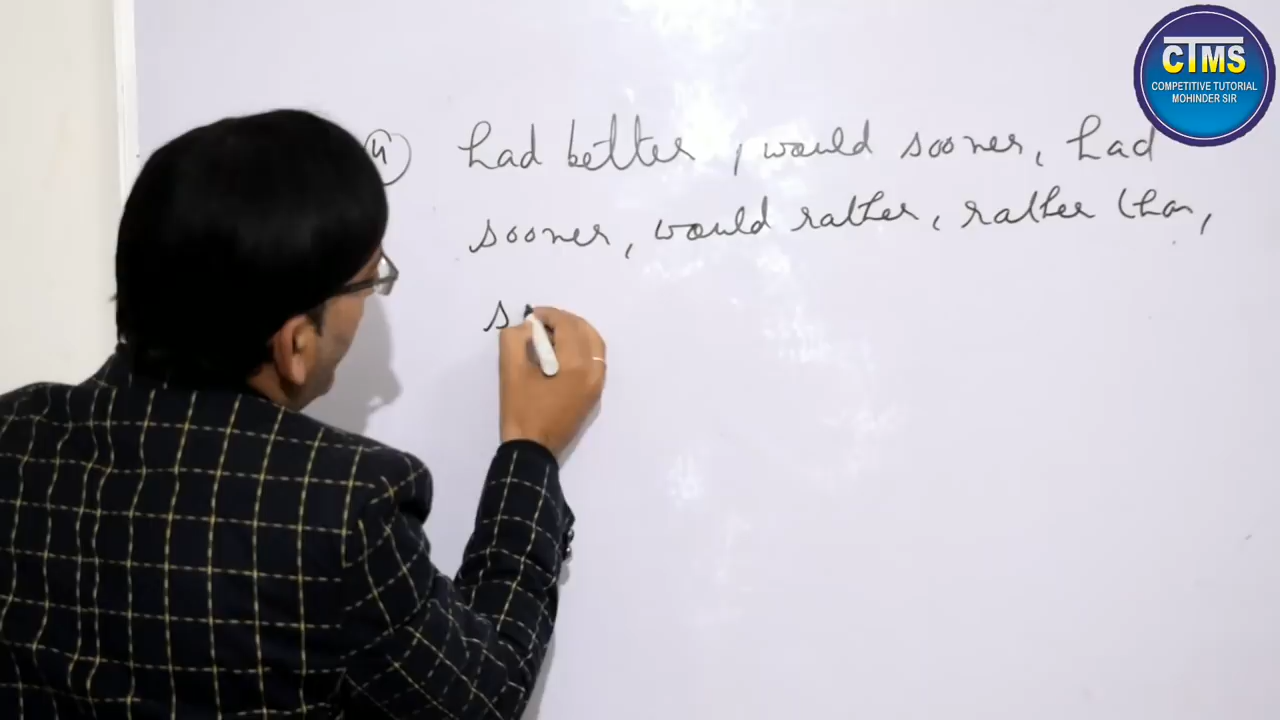 CTMS
COMPETITIVE TUTORIAL
MOHINDER SIR
4 had better, would sooner, had
sooner, would rather, rather than,
s